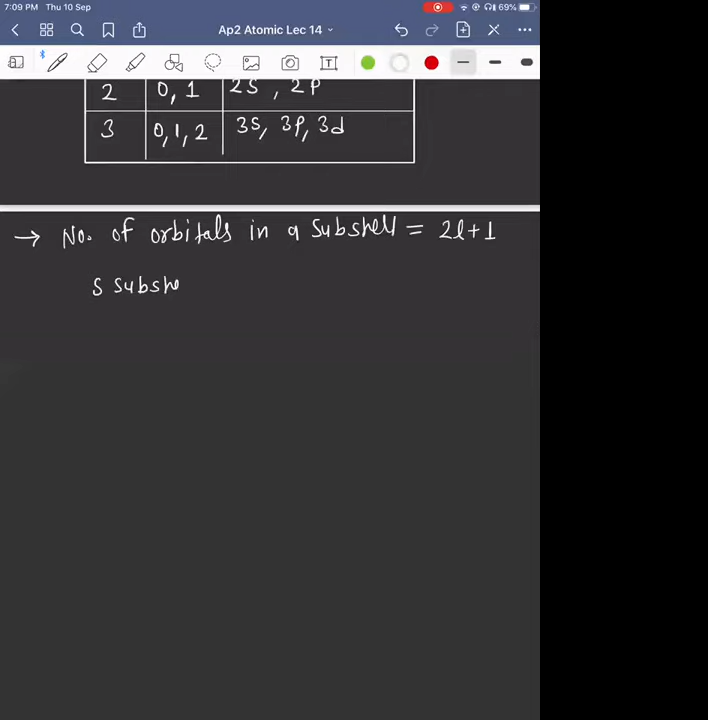 7:09 PM Thu 10 Sep 69%
Ap2 Atomic Lec 14
2 0, 1 2s , 2p
3 0, 1, 2 3s, 3p, 3d
→ No. of orbitals in a subshell = 2l+1
s subshe